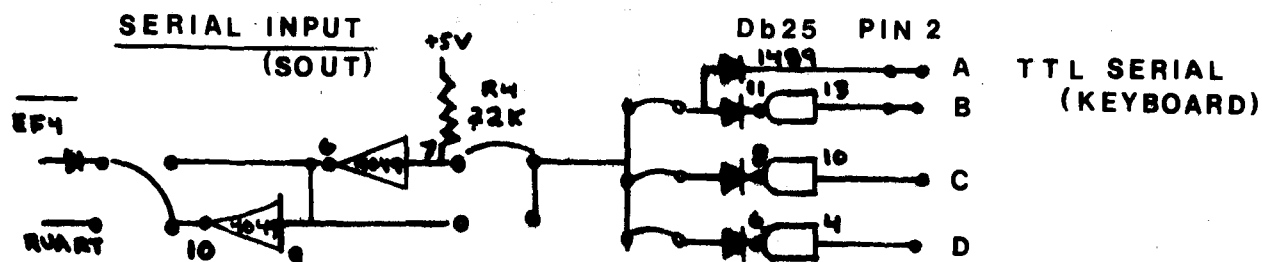 SERIAL INPUT
(SOUT)
+5V
R4
22K
Db25 PIN 2
1489
A
TTL SERIAL
(KEYBOARD)
11
13
B
EF4
6
4049
7
8
10
C
RUART
10
4049
9
6
4
D